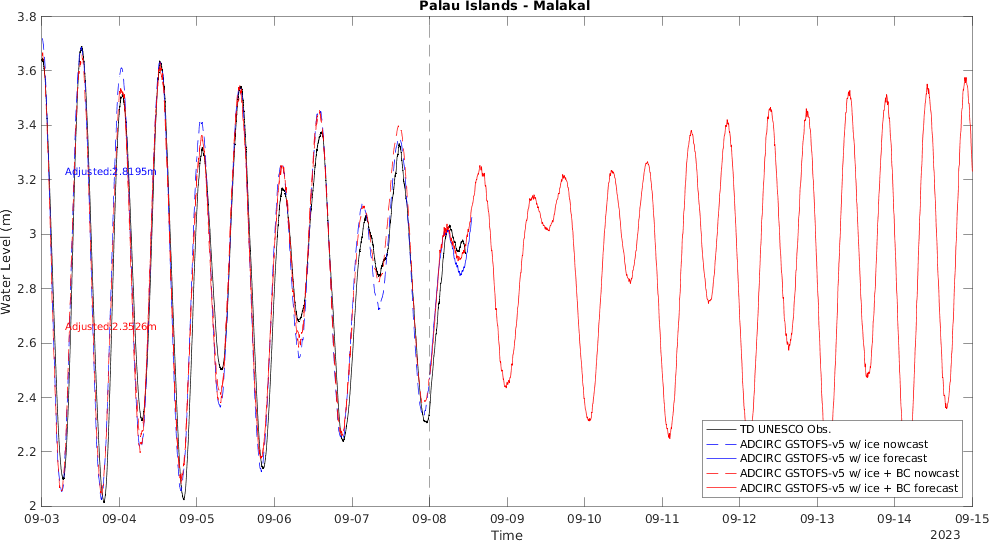 Palau Islands - Malakal
3.8
3.6
3.4
3.2
3
2.8
2.6
2.4
2.2
2
Water Level (m)
Adjusted:2.8195m
Adjusted:2.3526m
TD UNESCO Obs.
ADCIRC GSTOFS-v5 w/ ice nowcast
ADCIRC GSTOFS-v5 w/ ice forecast
ADCIRC GSTOFS-v5 w/ ice + BC nowcast
ADCIRC GSTOFS-v5 w/ ice + BC forecast
09-03 09-04 09-05 09-06 09-07 09-08 09-09 09-10 09-11 09-12 09-13 09-14 09-15
Time
2023